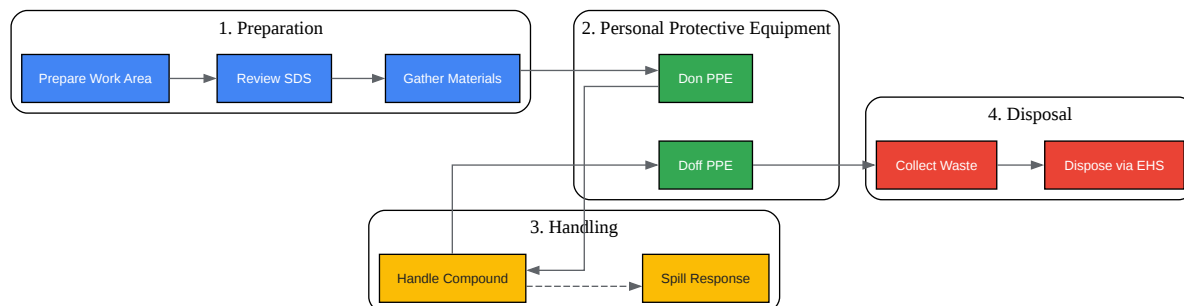 1. Preparation
Prepare Work Area
Review SDS
Gather Materials
2. Personal Protective Equipment
Don PPE
Doff PPE
3. Handling
Handle Compound
Spill Response
4. Disposal
Collect Waste
Dispose via EHS